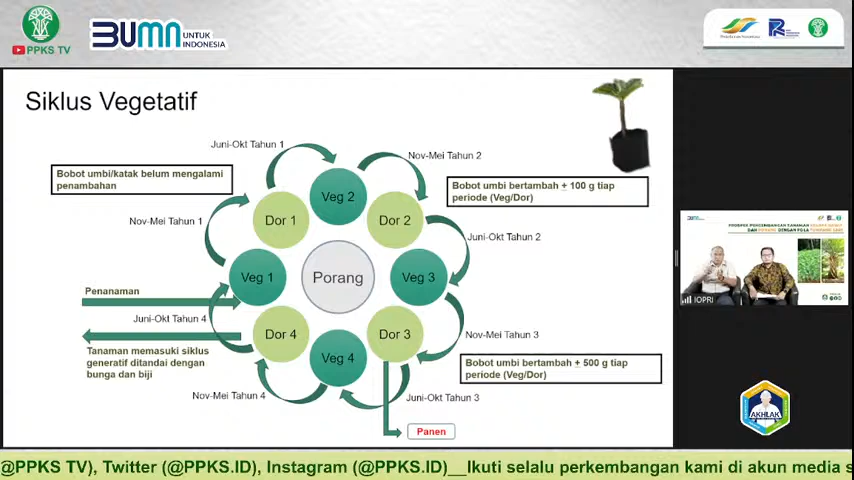 PPKS TV
BUMN UNTUK
INDONESIA
Siklus Vegetatif
Juni-Okt Tahun 1
Nov-Mei Tahun 2
Bobot umbi/katak belum mengalami
penambahan
Bobot umbi bertambah + 100 g tiap
periode (Veg/Dor)
Veg 2
Dor 1
Dor 2
Nov-Mei Tahun 1
Juni-Okt Tahun 2
Veg 1
Porang
Veg 3
Penanaman
Juni-Okt Tahun 4
Dor 4
Dor 3
Nov-Mei Tahun 3
Tanaman memasuki siklus
generatif ditandai dengan
bunga dan biji
Veg 4
Bobot umbi bertambah + 500 g tiap
periode (Veg/Dor)
Nov-Mei Tahun 4
Juni-Okt Tahun 3
Panen
IOPRI
AKHLAK
@PPKS TV), Twitter (@PPKS.ID), Instagram (@PPKS.ID)__Ikuti selalu perkembangan kami di akun media s